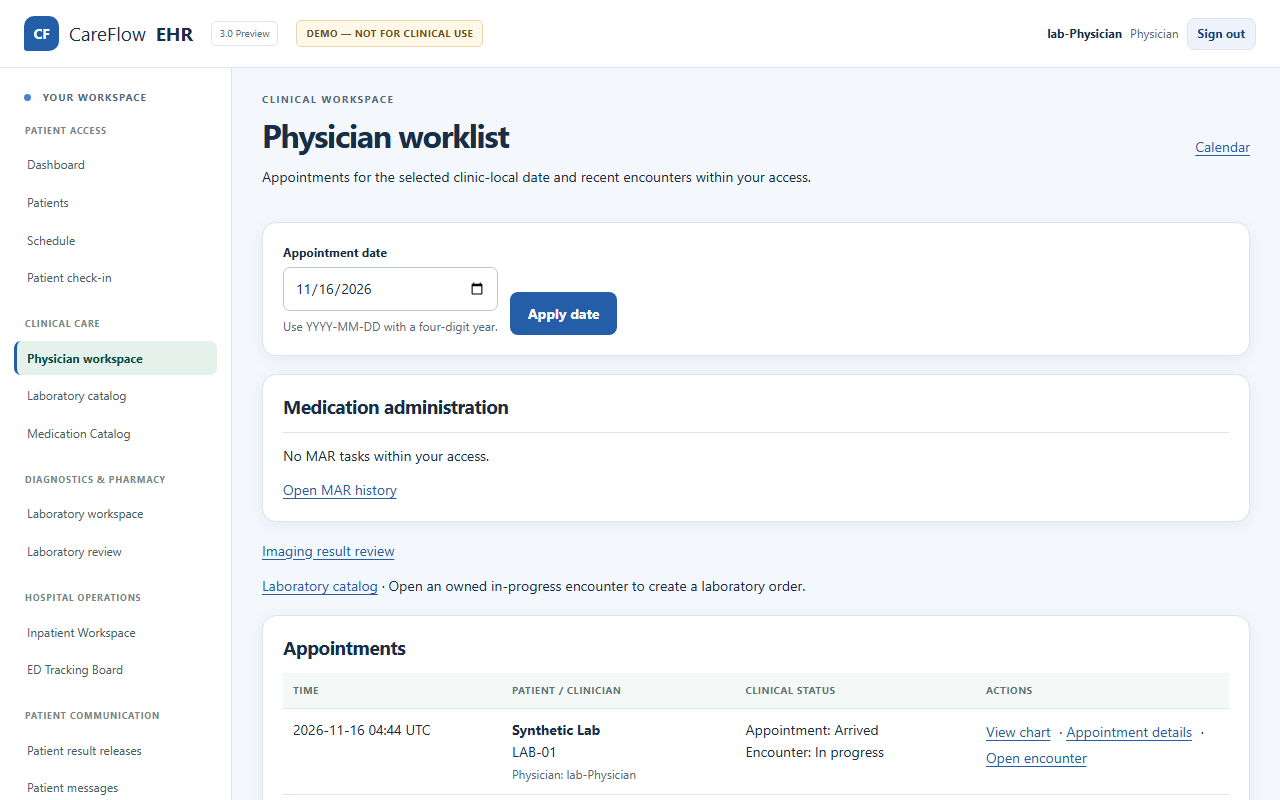 CF CareFlow EHR 3.0 Preview DEMO — NOT FOR CLINICAL USE lab-Physician Physician Sign out
YOUR WORKSPACE
PATIENT ACCESS
Dashboard
Patients
Schedule
Patient check-in
CLINICAL CARE
Physician workspace
Laboratory catalog
Medication Catalog
DIAGNOSTICS & PHARMACY
Laboratory workspace
Laboratory review
HOSPITAL OPERATIONS
Inpatient Workspace
ED Tracking Board
PATIENT COMMUNICATION
Patient result releases
Patient messages
CLINICAL WORKSPACE
Physician worklist
Calendar
Appointments for the selected clinic-local date and recent encounters within your access.
Appointment date
11/16/2026
Apply date
Use YYYY-MM-DD with a four-digit year.
Medication administration
No MAR tasks within your access.
Open MAR history
Imaging result review
Laboratory catalog · Open an owned in-progress encounter to create a laboratory order.
Appointments
TIME PATIENT / CLINICIAN CLINICAL STATUS ACTIONS
2026-11-16 04:44 UTC Synthetic Lab Appointment: Arrived View chart · Appointment details ·
LAB-01 Encounter: In progress Open encounter
Physician: lab-Physician